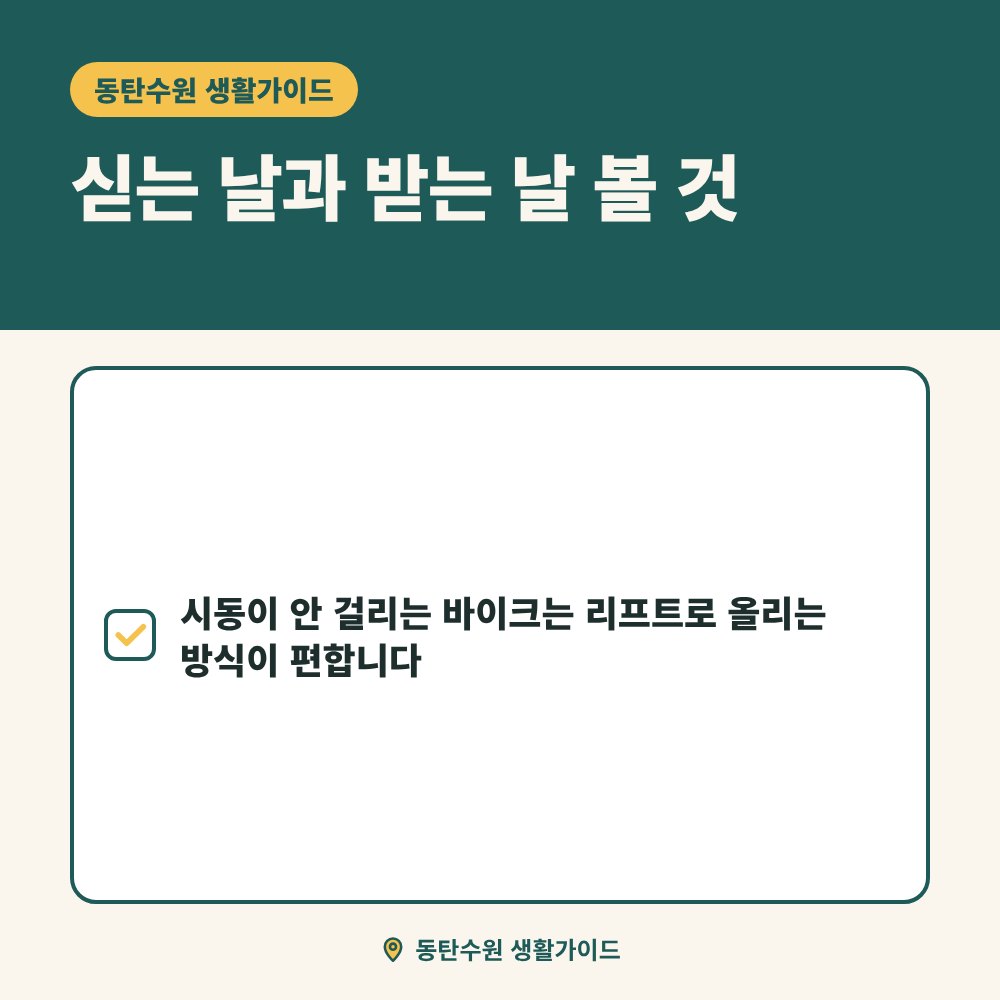 동탄수원 생활가이드
싣는 날과 받는 날 볼 것
시동이 안 걸리는 바이크는 리프트로 올리는
방식이 편합니다
동탄수원 생활가이드